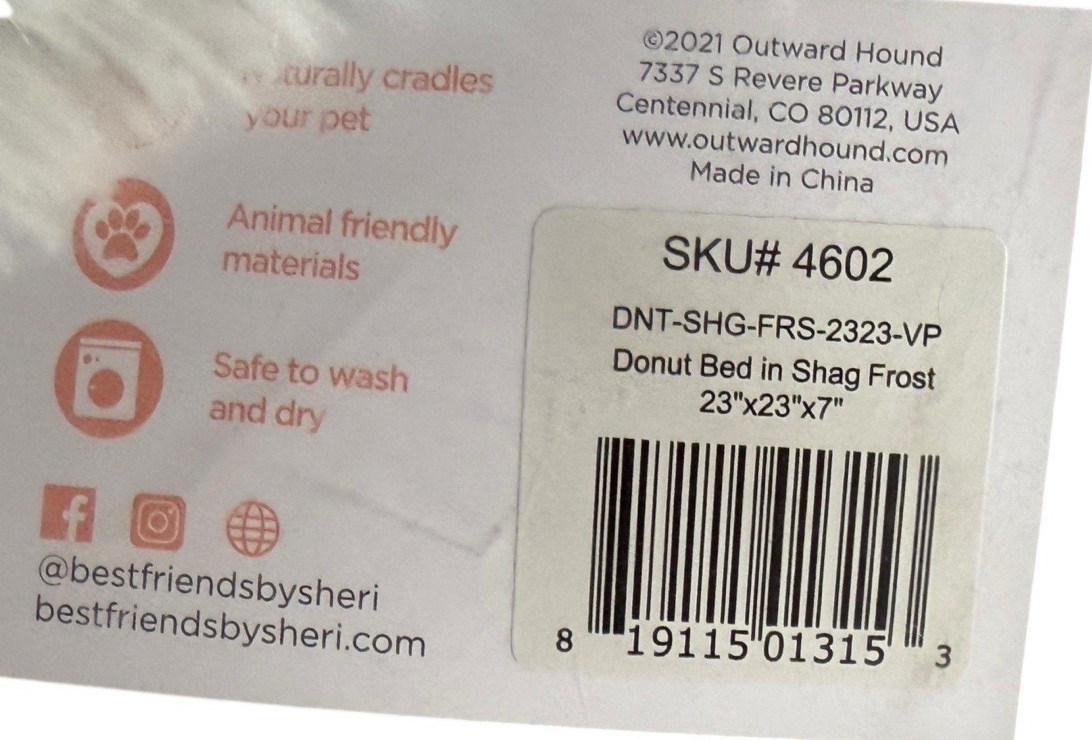 turally cradles
your pet
Animal friendly
materials
Safe to wash
and dry
@bestfriendsbysheri
bestfriendsbysheri.com
©2021 Outward Hound
7337 S Revere Parkway
Centennial, CO 80112, USA
www.outwardhound.com
Made in China
SKU# 4602
DNT-SHG-FRS-2323-VP
Donut Bed in Shag Frost
23"x23"x7"
8 19115 01315 3